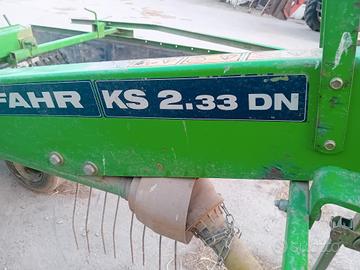 FAHR KS 2.33 DN